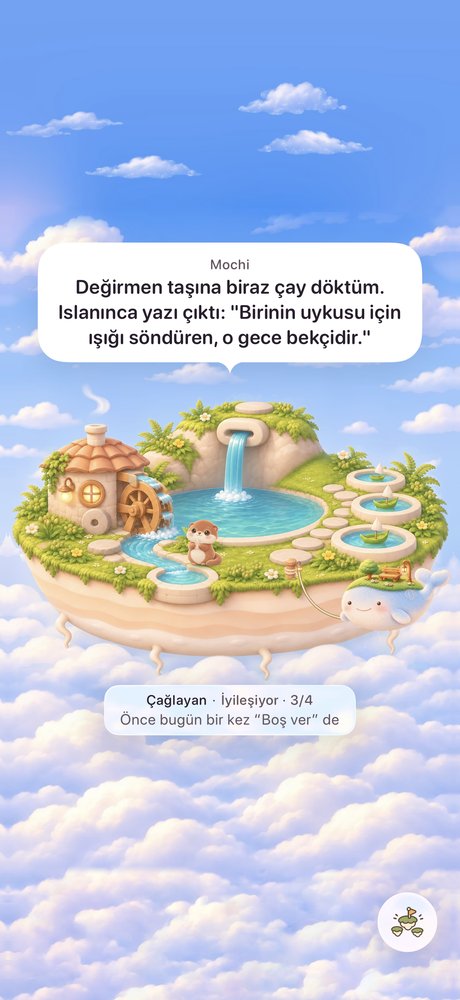 Mochi
Değirmen taşına biraz çay döktüm.
Islanınca yazı çıktı: "Birinin uykusu için
ışığı söndüren, o gece bekçidir."
Çağlayan · İyileşiyor · 3/4
Önce bugün bir kez “Boş ver” de